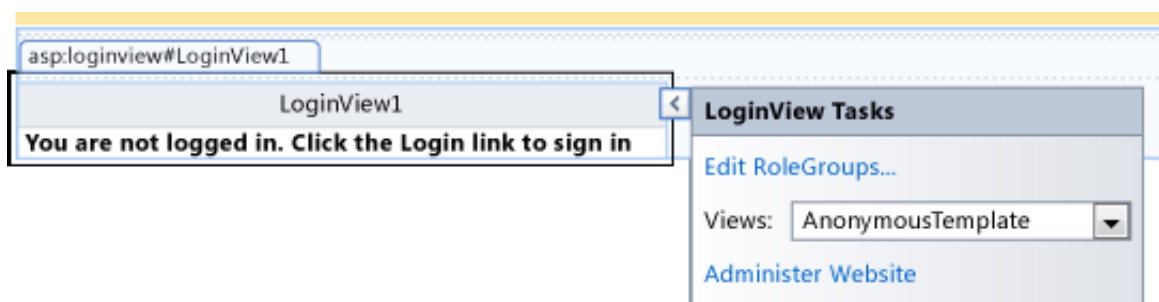 asp:loginview#LoginView1
LoginView1
You are not logged in. Click the Login link to sign in
LoginView Tasks
Edit RoleGroups...
Views: AnonymousTemplate
Administer Website